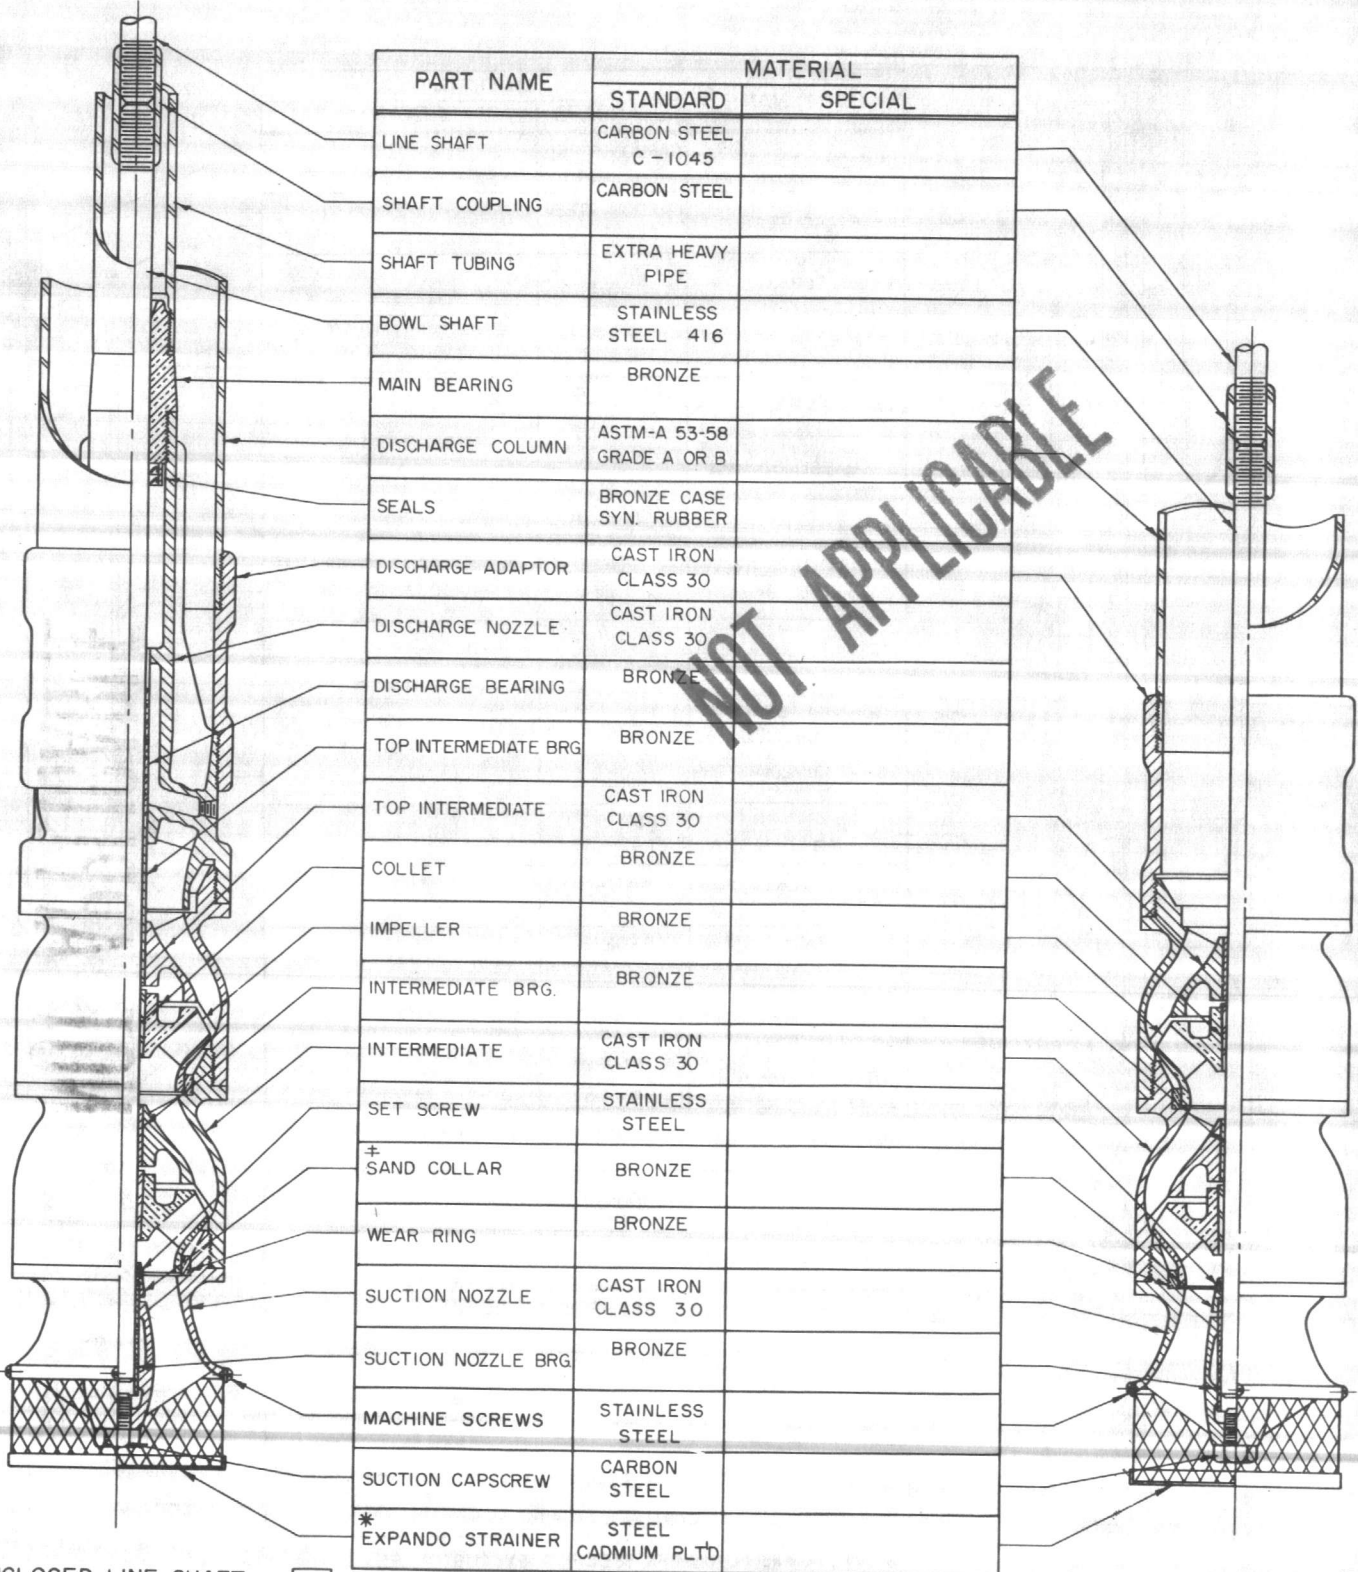 PART NAME
MATERIAL
STANDARD
SPECIAL
LINE SHAFT
CARBON STEEL
C-1045
SHAFT COUPLING
CARBON STEEL
SHAFT TUBING
EXTRA HEAVY
PIPE
BOWL SHAFT
STAINLESS
STEEL 416
MAIN BEARING
BRONZE
DISCHARGE COLUMN
ASTM-A 53-58
GRADE A OR B
SEALS
BRONZE CASE
SYN. RUBBER
DISCHARGE ADAPTOR
CAST IRON
CLASS 30
DISCHARGE NOZZLE
CAST IRON
CLASS 30
DISCHARGE BEARING
BRONZE
TOP INTERMEDIATE BRG
BRONZE
TOP INTERMEDIATE
CAST IRON
CLASS 30
COLLET
BRONZE
IMPELLER
BRONZE
INTERMEDIATE BRG.
BRONZE
INTERMEDIATE
CAST IRON
CLASS 30
SET SCREW
STAINLESS
STEEL
‡
SAND COLLAR
BRONZE
WEAR RING
BRONZE
SUCTION NOZZLE
CAST IRON
CLASS 30
SUCTION NOZZLE BRG.
BRONZE
MACHINE SCREWS
STAINLESS
STEEL
SUCTION CAPSCREW
CARBON
STEEL
*
EXPANDO STRAINER
STEEL
CADMIUM PLT'D
NOT APPLICABLE
LINE SHAFT